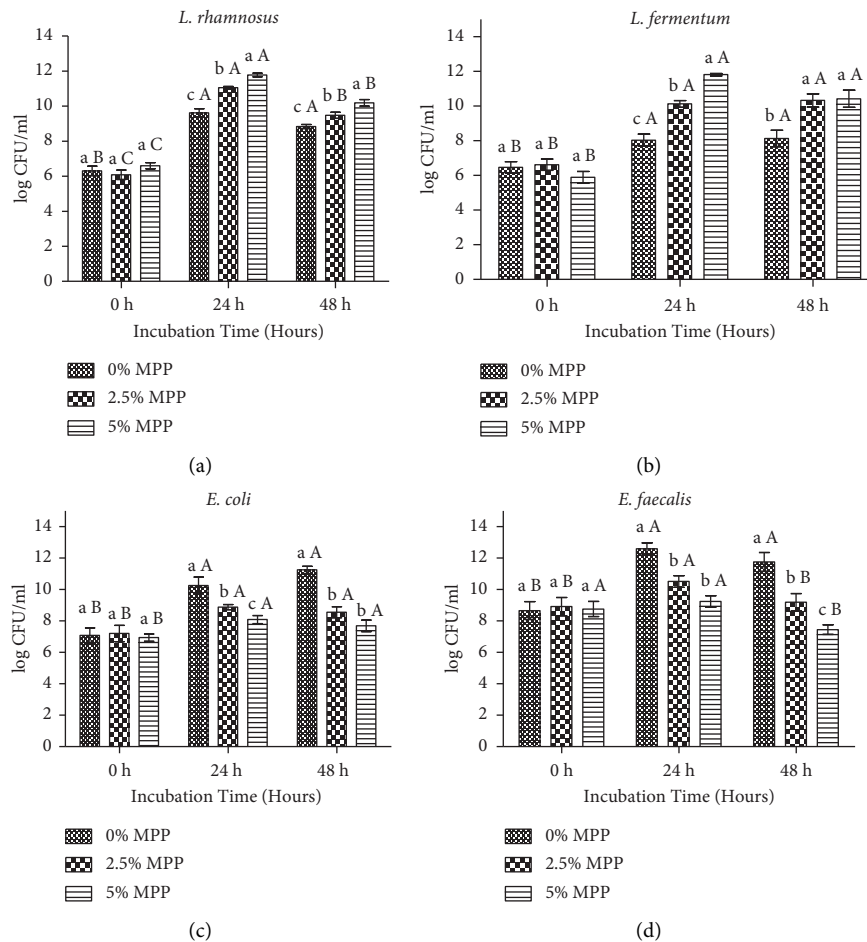 L. rhamnosus
log CFU/ml
14
12
10
8
6
4
2
0
a B a C a C
c A b A a A
c A b B a B
0 h 24 h 48 h
Incubation Time (Hours)
0% MPP
2.5% MPP
5% MPP
(a)
L. fermentum
log CFU/ml
14
12
10
8
6
4
2
0
a B a B a B
c A b A a A
b A a A a A
0 h 24 h 48 h
Incubation Time (Hours)
0% MPP
2.5% MPP
5% MPP
(b)
E. coli
log CFU/ml
14
12
10
8
6
4
2
0
a B a B a B
a A b A c A
a A b A b A
0 h 24 h 48 h
Incubation Time (Hours)
0% MPP
2.5% MPP
5% MPP
(c)
E. faecalis
log CFU/ml
14
12
10
8
6
4
2
0
a B a B a A
a A b A b A
a A b B c B
0 h 24 h 48 h
Incubation Time (Hours)
0% MPP
2.5% MPP
5% MPP
(d)